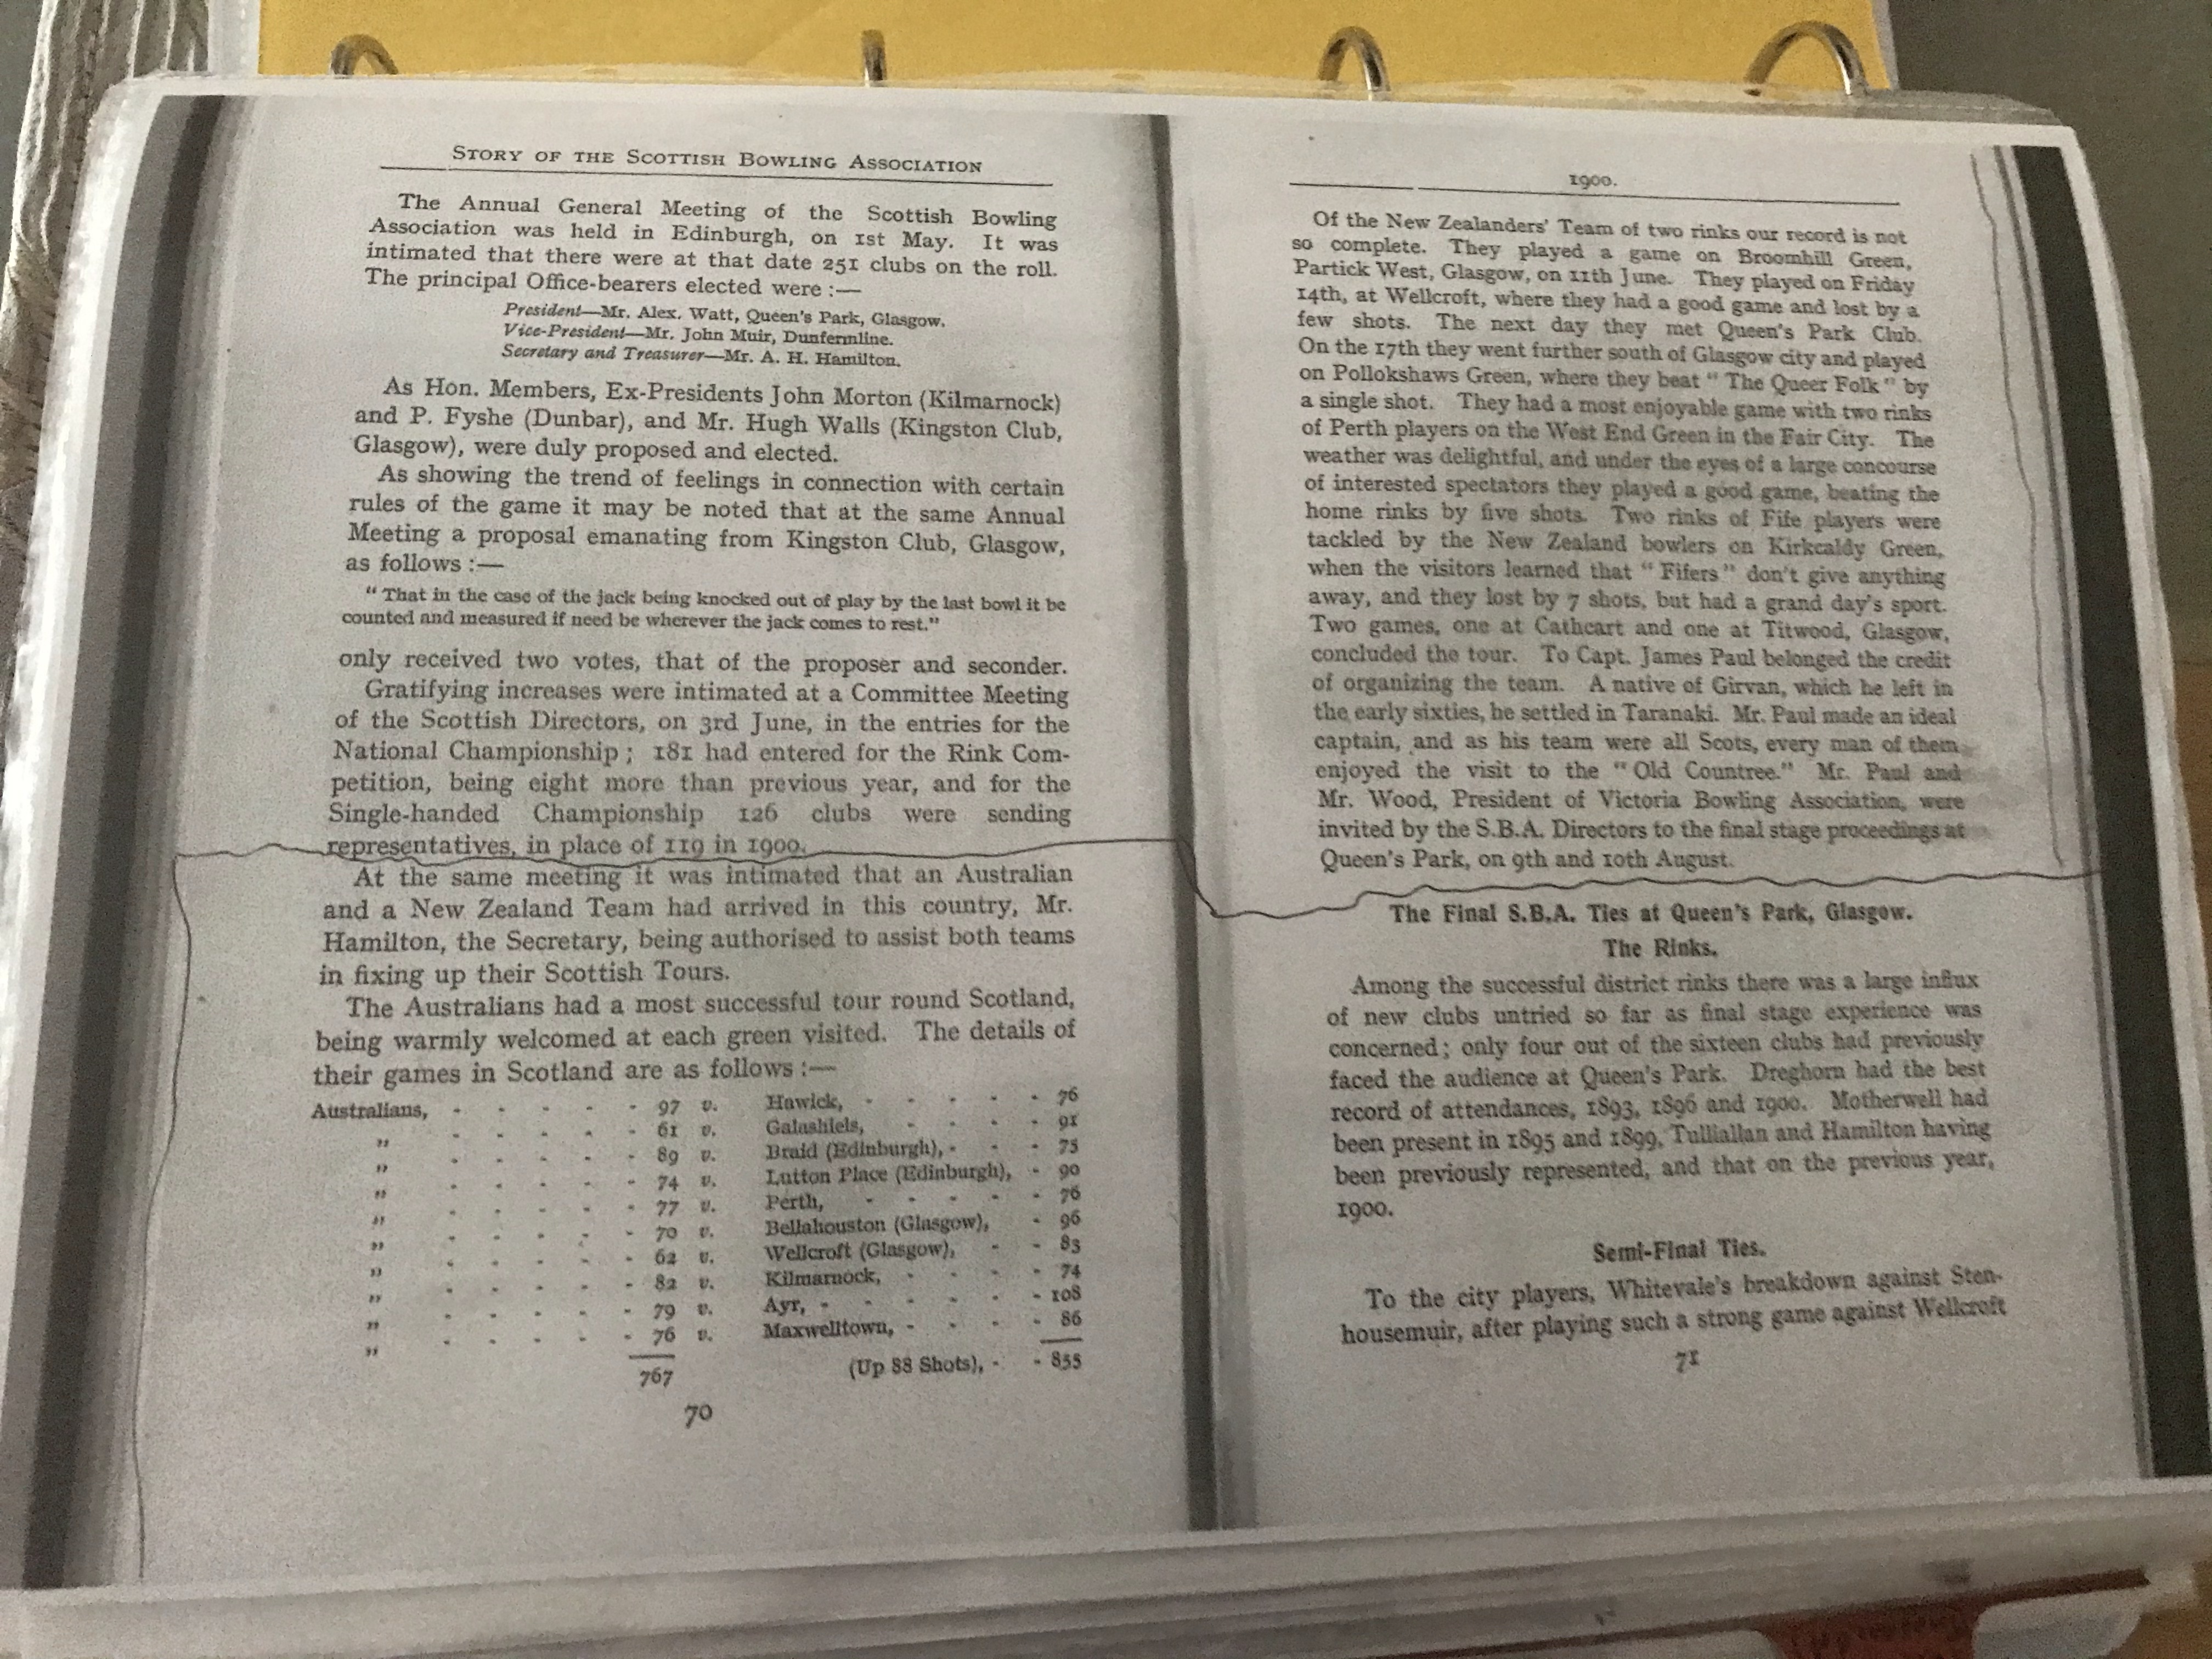 STORY OF THE SCOTTISH BOWLING ASSOCIATION
The Annual General Meeting of the Scottish Bowling
Association was held in Edinburgh, on 1st May. It was
intimated that there were at that date 251 clubs on the roll.
The principal Office-bearers elected were :—
President—Mr. Alex. Watt, Queen's Park, Glasgow.
Vice-President—Mr. John Muir, Dunfermline.
Secretary and Treasurer—Mr. A. H. Hamilton.
As Hon. Members, Ex-Presidents John Morton (Kilmarnock)
and P. Fyshe (Dunbar), and Mr. Hugh Walls (Kingston Club,
Glasgow), were duly proposed and elected.
As showing the trend of feelings in connection with certain
rules of the game it may be noted that at the same Annual
Meeting a proposal emanating from Kingston Club, Glasgow,
as follows :—
"That in the case of the jack being knocked out of play by the last bowl it be
counted and measured if need be wherever the jack comes to rest."
only received two votes, that of the proposer and seconder.
Gratifying increases were intimated at a Committee Meeting
of the Scottish Directors, on 3rd June, in the entries for the
National Championship ; 181 had entered for the Rink Com-
petition, being eight more than previous year, and for the
Single-handed Championship 126 clubs were sending
representatives, in place of 119 in 1900.
At the same meeting it was intimated that an Australian
and a New Zealand Team had arrived in this country, Mr.
Hamilton, the Secretary, being authorised to assist both teams
in fixing up their Scottish Tours.
The Australians had a most successful tour round Scotland,
being warmly welcomed at each green visited. The details of
their games in Scotland are as follows :—
Australians, - - - - - 97 v. Hawick, - - - - - 76
" - - - - - 61 v. Galashiels, - - - - 91
" - - - - - 89 v. Braid (Edinburgh), - - - 75
" - - - - - 74 v. Lutton Place (Edinburgh), - 90
" - - - - - 77 v. Perth, - - - - - 76
" - - - - - 70 v. Bellahouston (Glasgow), - 96
" - - - - - 62 v. Wellcroft (Glasgow), - - 83
" - - - - - 82 v. Kilmarnock, - - - - 74
" - - - - - 79 v. Ayr, - - - - - - 108
" - - - - - 76 v. Maxwelltown, - - - - 86
767 (Up 88 Shots), - - 855
70
1900.
Of the New Zealanders' Team of two rinks our record is not
so complete. They played a game on Broomhill Green,
Partick West, Glasgow, on 11th June. They played on Friday
14th, at Wellcroft, where they had a good game and lost by a
few shots. The next day they met Queen's Park Club.
On the 17th they went further south of Glasgow city and played
on Pollokshaws Green, where they beat "The Queer Folk" by
a single shot. They had a most enjoyable game with two rinks
of Perth players on the West End Green in the Fair City. The
weather was delightful, and under the eyes of a large concourse
of interested spectators they played a good game, beating the
home rinks by five shots. Two rinks of Fife players were
tackled by the New Zealand bowlers on Kirkcaldy Green,
when the visitors learned that "Fifers" don't give anything
away, and they lost by 7 shots, but had a grand day's sport.
Two games, one at Cathcart and one at Titwood, Glasgow,
concluded the tour. To Capt. James Paul belonged the credit
of organizing the team. A native of Girvan, which he left in
the early sixties, he settled in Taranaki. Mr. Paul made an ideal
captain, and as his team were all Scots, every man of them
enjoyed the visit to the "Old Countree." Mr. Paul and
Mr. Wood, President of Victoria Bowling Association, were
invited by the S.B.A. Directors to the final stage proceedings at
Queen's Park, on 9th and 10th August.
The Final S.B.A. Ties at Queen's Park, Glasgow.
The Rinks.
Among the successful district rinks there was a large influx
of new clubs untried so far as final stage experience was
concerned; only four out of the sixteen clubs had previously
faced the audience at Queen's Park. Dreghorn had the best
record of attendances, 1893, 1896 and 1900. Motherwell had
been present in 1895 and 1899, Tulliallan and Hamilton having
been previously represented, and that on the previous year,
1900.
Semi-Final Ties.
To the city players, Whitevale's breakdown against Sten-
housemuir, after playing such a strong game against Wellcroft
71